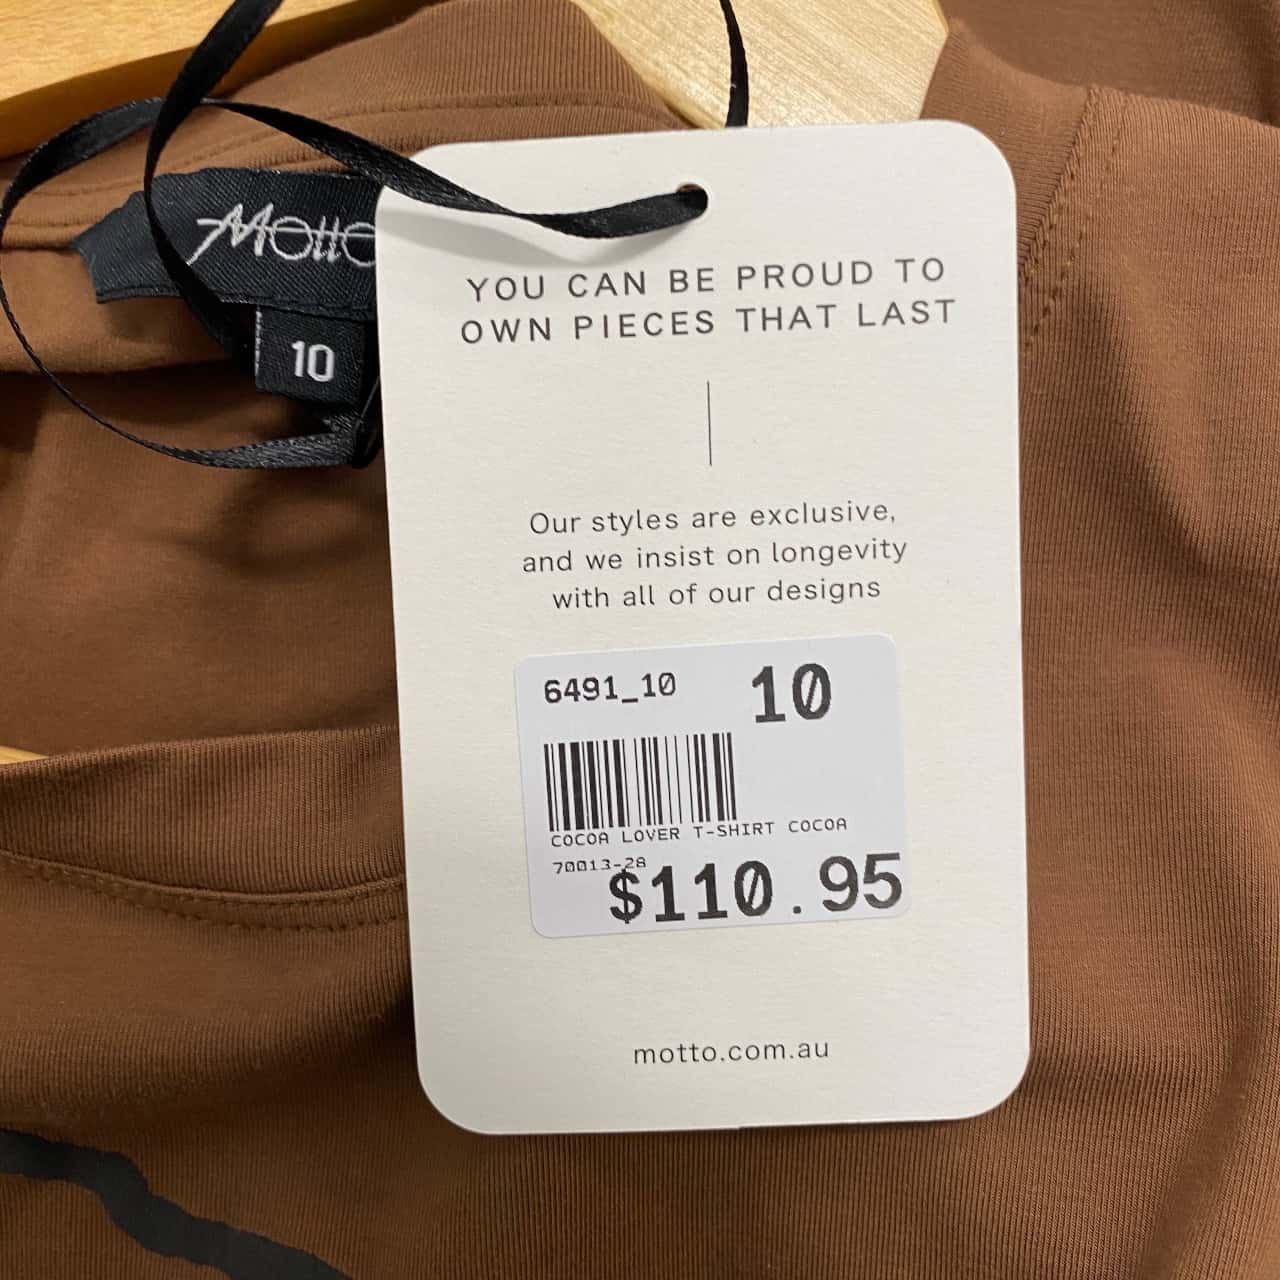 Motto
10
YOU CAN BE PROUD TO
OWN PIECES THAT LAST
Our styles are exclusive,
and we insist on longevity
with all of our designs
6491_10 10
COCOA LOVER T-SHIRT COCOA
70013-28
$110.95
motto.com.au